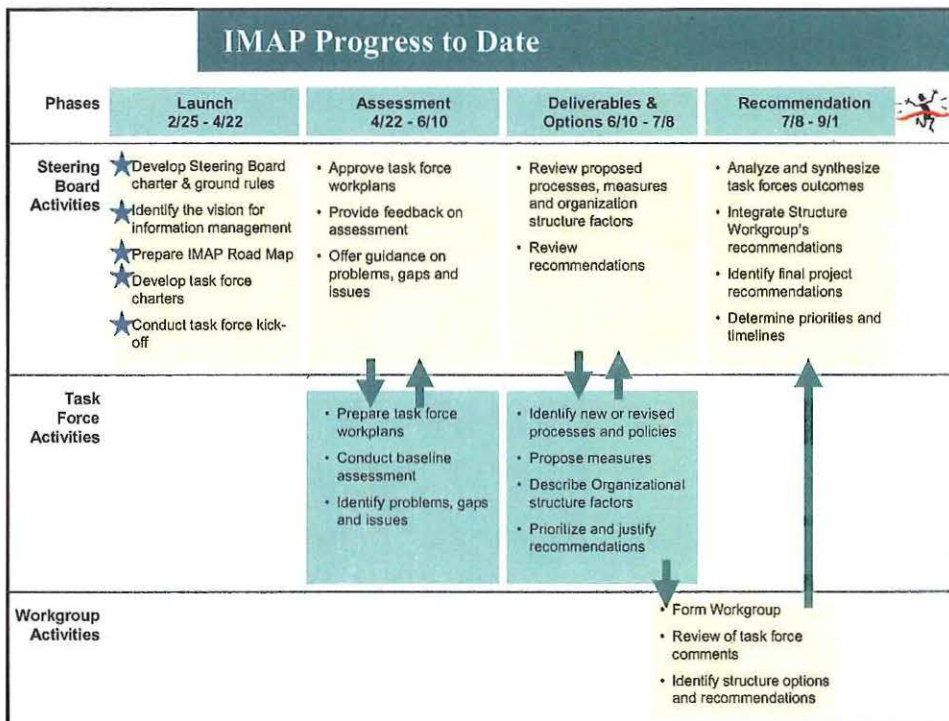 IMAP Progress to Date
Phases
Launch
2/25 - 4/22
Assessment
4/22 - 6/10
Deliverables &
Options 6/10 - 7/8
Recommendation
7/8 - 9/1
Steering
Board
Activities
Develop Steering Board
charter & ground rules
Identify the vision for
information management
Prepare IMAP Road Map
Develop task force
charters
Conduct task force kick-
off
• Approve task force
workplans
• Provide feedback on
assessment
• Offer guidance on
problems, gaps and
issues
• Review proposed
processes, measures
and organization
structure factors
• Review
recommendations
• Analyze and synthesize
task forces outcomes
• Integrate Structure
Workgroup's
recommendations
• Identify final project
recommendations
• Determine priorities and
timelines
Task
Force
Activities
• Prepare task force
workplans
• Conduct baseline
assessment
• Identify problems, gaps
and issues
• Identify new or revised
processes and policies
• Propose measures
• Describe Organizational
structure factors
• Prioritize and justify
recommendations
Workgroup
Activities
• Form Workgroup
• Review of task force
comments
• Identify structure options
and recommendations